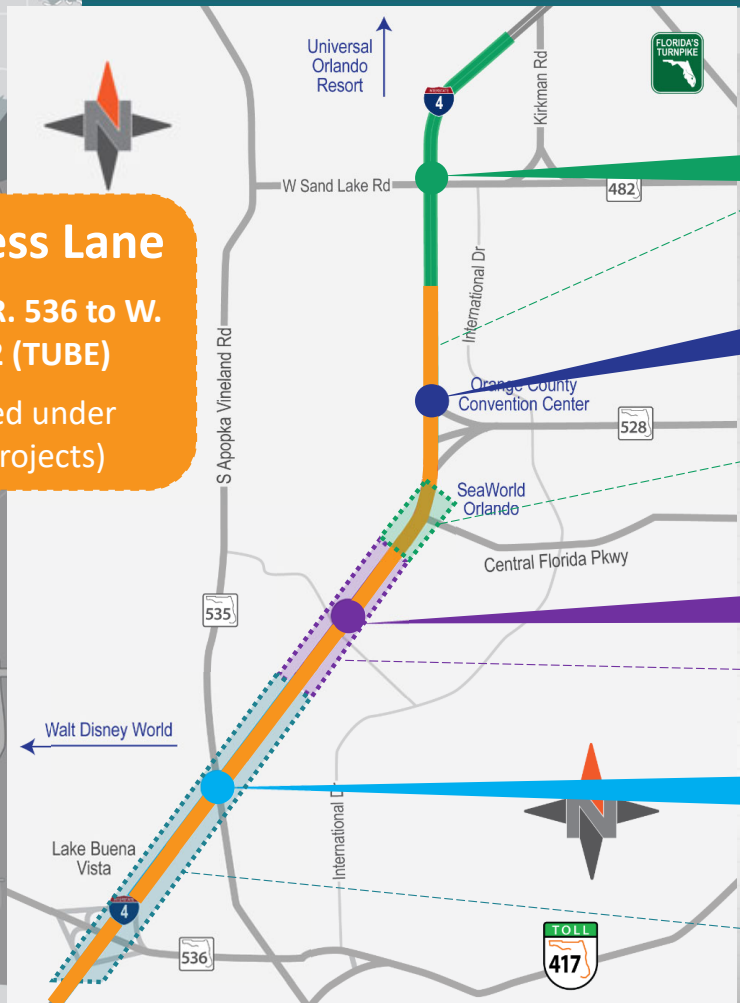 Universal
Orlando
Resort
INTERSTATE
4
Kirkman Rd
FLORIDA'S
TURNPIKE
N
W Sand Lake Rd
482
ess Lane
R. 536 to W.
2 (TUBE)
ed under
rojects)
International Dr
S Apopka Vineland Rd
Orange County
Convention Center
528
SeaWorld
Orlando
Central Florida Pkwy
535
Walt Disney World
N
International Dr
Lake Buena
Vista
4
536
TOLL
417